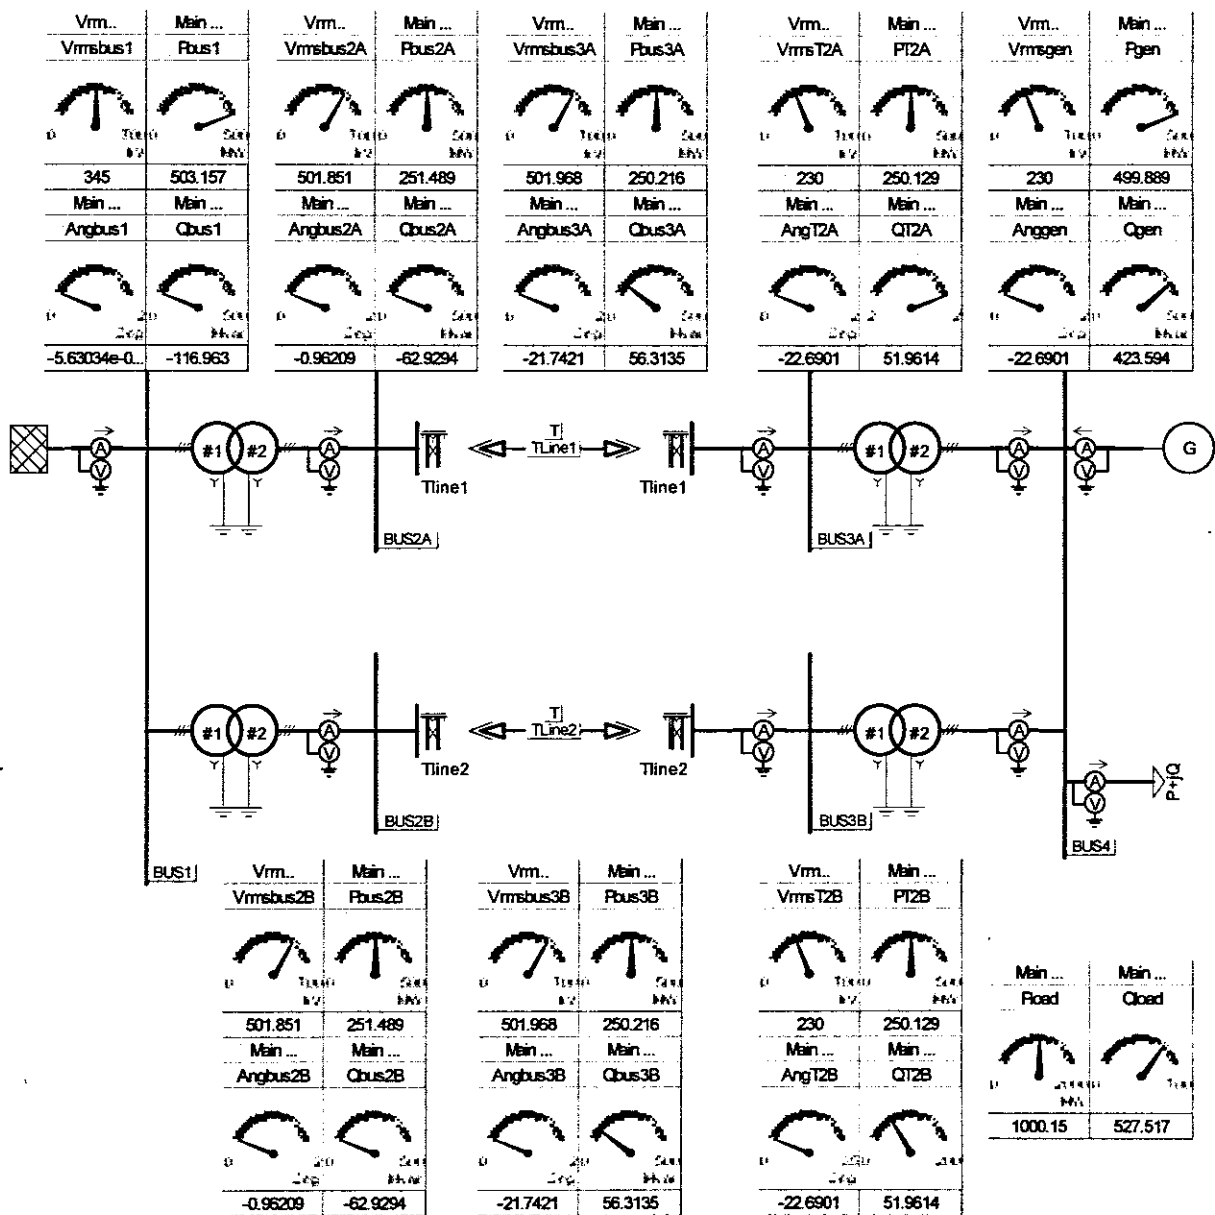 Vrm... Main ... Vrm... Main ... Vrm... Main ... Vrm... Main ... Vrm... Main ...
Vrmsbus1 Pbus1 Vrmsbus2A Pbus2A Vrmsbus3A Pbus3A VrmsT2A PT2A Vrmsgen Pgen
345 503.157 501.851 251.489 501.968 250.216 230 250.129 230 499.889
Main ... Main ... Main ... Main ... Main ... Main ... Main ... Main ... Main ... Main ...
Angbus1 Qbus1 Angbus2A Qbus2A Angbus3A Qbus3A AngT2A QT2A Anggen Qgen
-5.63034e-0... -116.963 -0.96209 -62.9294 -21.7421 56.3135 -22.6901 51.9614 -22.6901 423.594
A #1 #2 A T A #1 #2 A A G
TLine1
V Y Y V Tline1 Tline1 V Y Y V V
BUS2A BUS3A
#1 #2 A T A #1 #2 A
TLine2
Y Y V Tline2 Tline2 V Y Y V
A P+jQ
V
BUS2B BUS3B BUS4
BUS1
Vrm... Main ... Vrm... Main ... Vrm... Main ...
Vrmsbus2B Pbus2B Vrmsbus3B Pbus3B VrmsT2B PT2B
501.851 251.489 501.968 250.216 230 250.129
Main ... Main ... Main ... Main ... Main ... Main ...
Angbus2B Qbus2B Angbus3B Qbus3B AngT2B QT2B
-0.96209 -62.9294 -21.7421 56.3135 -22.6901 51.9614
Main ... Main ...
Pload Qload
1000.15 527.517